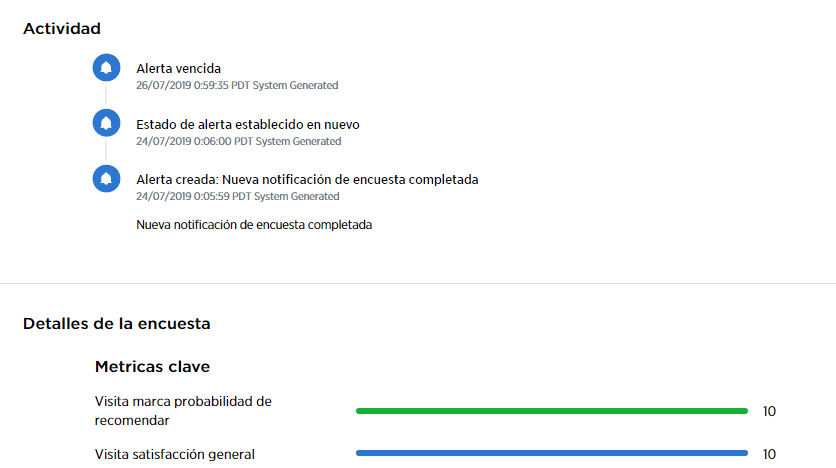 Actividad
Alerta vencida
26/07/2019 0:59:35 PDT System Generated
Estado de alerta establecido en nuevo
24/07/2019 0:06:00 PDT System Generated
Alerta creada: Nueva notificación de encuesta completada
24/07/2019 0:05:59 PDT System Generated
Nueva notificación de encuesta completada
Detalles de la encuesta
Metricas clave
Visita marca probabilidad de
recomendar
10
Visita satisfacción general
10